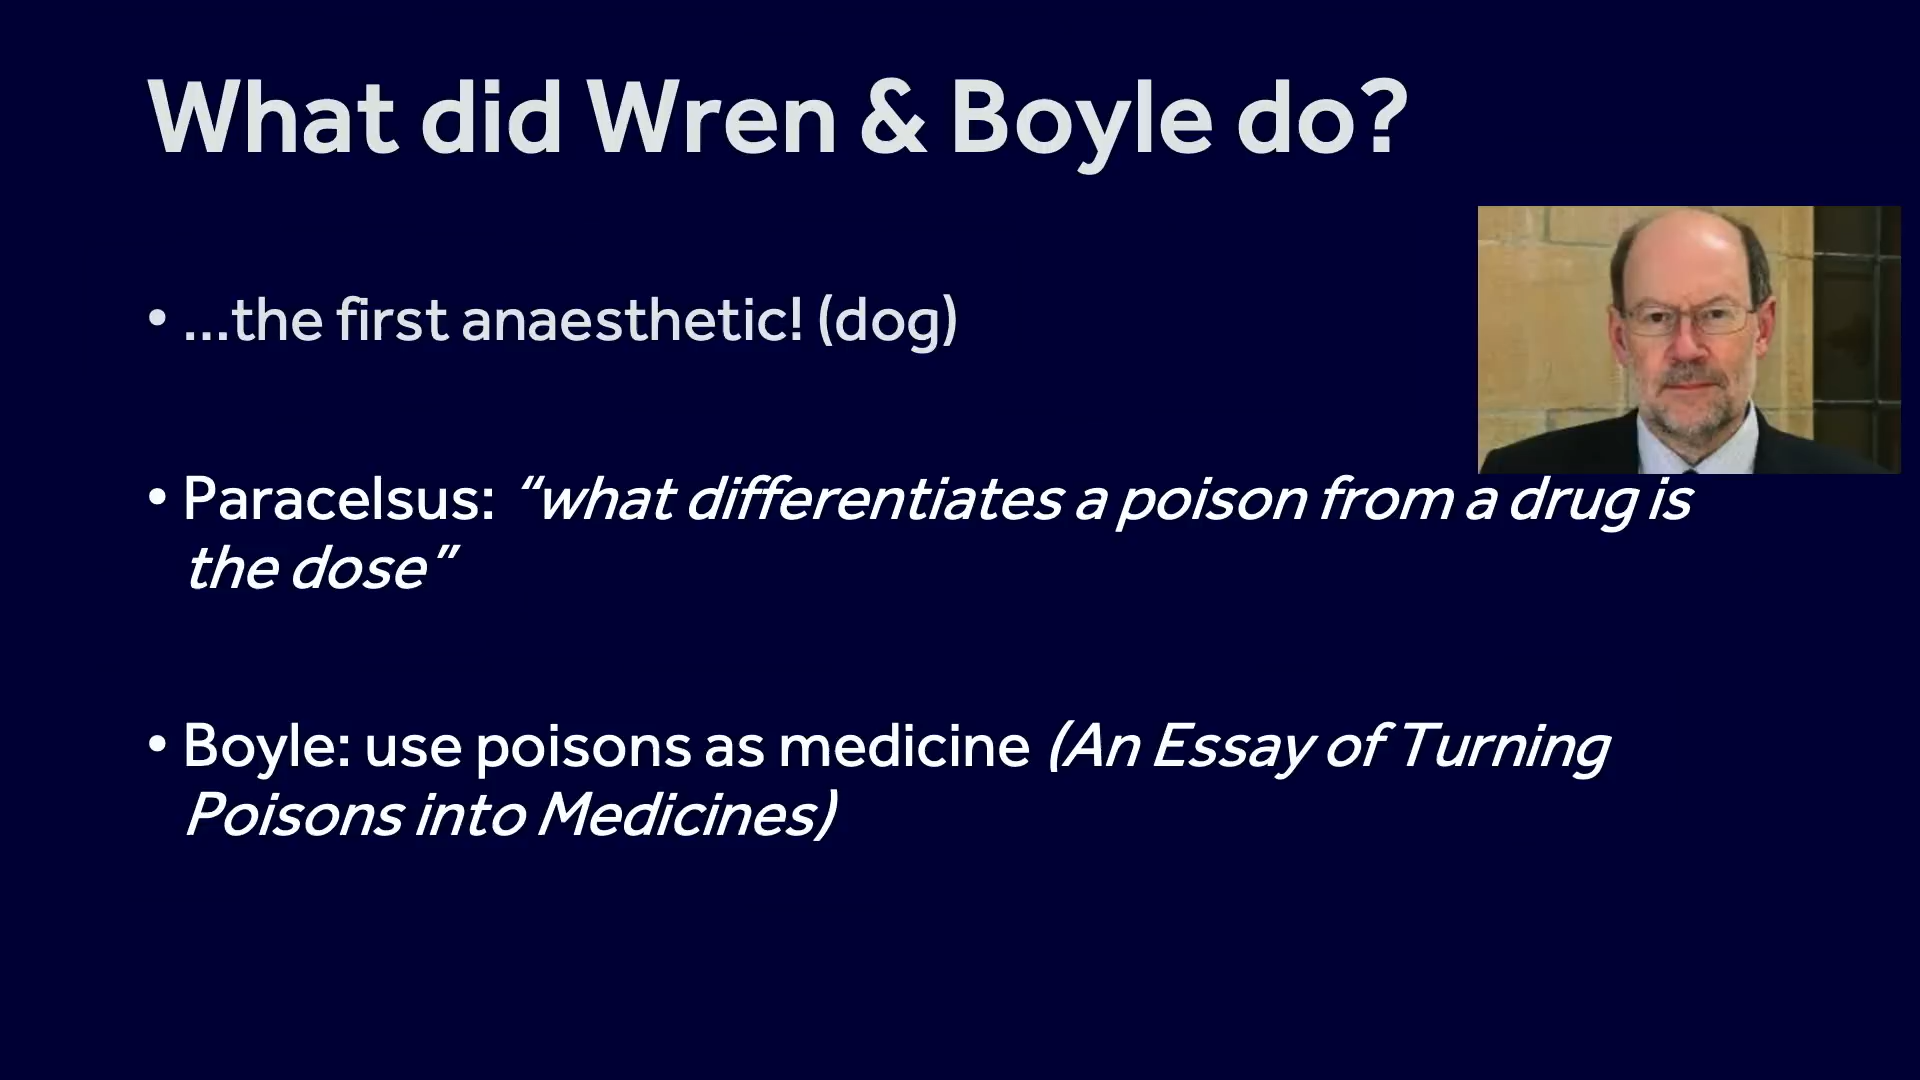 What did Wren & Boyle do?
• ...the first anaesthetic! (dog)
• Paracelsus: “what differentiates a poison from a drug is
the dose”
• Boyle: use poisons as medicine (An Essay of Turning
Poisons into Medicines)